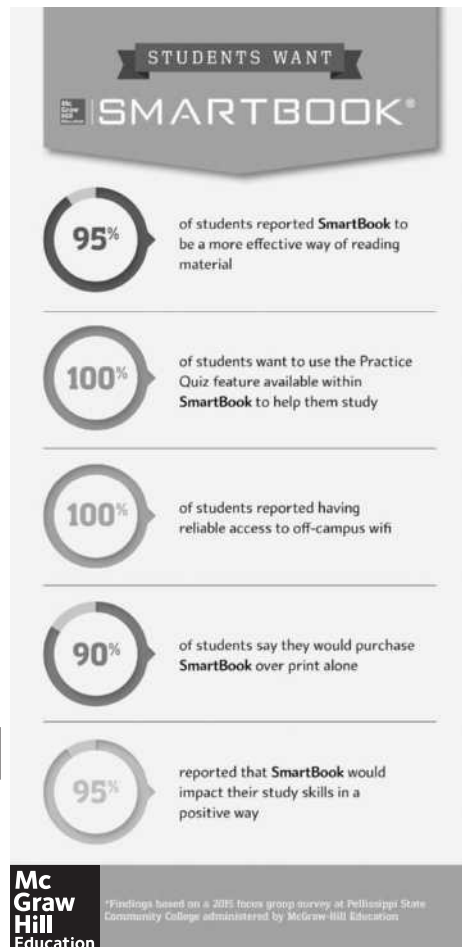 STUDENTS WANT
Mc
Graw
Hill
Education
SMARTBOOK®
95%
of students reported SmartBook to
be a more effective way of reading
material
100%
of students want to use the Practice
Quiz feature available within
SmartBook to help them study
100%
of students reported having
reliable access to off-campus wifi
90%
of students say they would purchase
SmartBook over print alone
95%
reported that SmartBook would
impact their study skills in a
positive way
Mc
Graw
Hill
Education
*Findings based on a 2015 focus group survey at Pellissippi State
Community College administered by McGraw-Hill Education